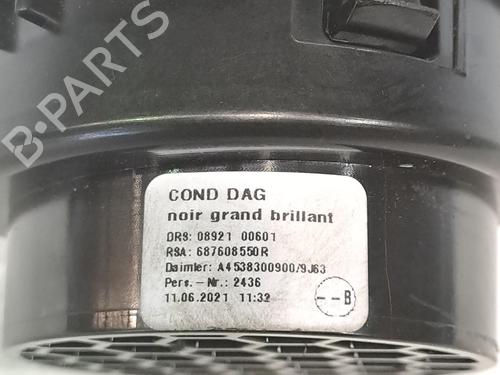 B-PARTS
COND DAG
noir grand brillant
DRS: 08921 00601
RSA: 687608550R
Daimler: A4538300900/9J63
Pers.-Nr.: 2436
11.06.2021 11:32
--B